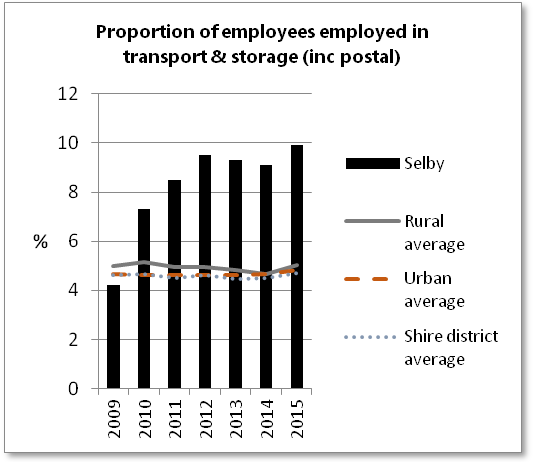 Proportion of employees employed in
transport & storage (inc postal)
12
10
8
6
4
2
0
%
2009
2010
2011
2012
2013
2014
2015
Selby
Rural
average
Urban
average
Shire district
average